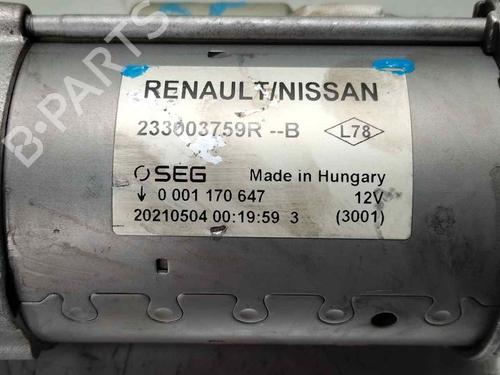 RENAULT/NISSAN
233003759R --B L78
SEG Made in Hungary
↓ 0 001 170 647 12V
20210504 00:19:59 3 (3001)